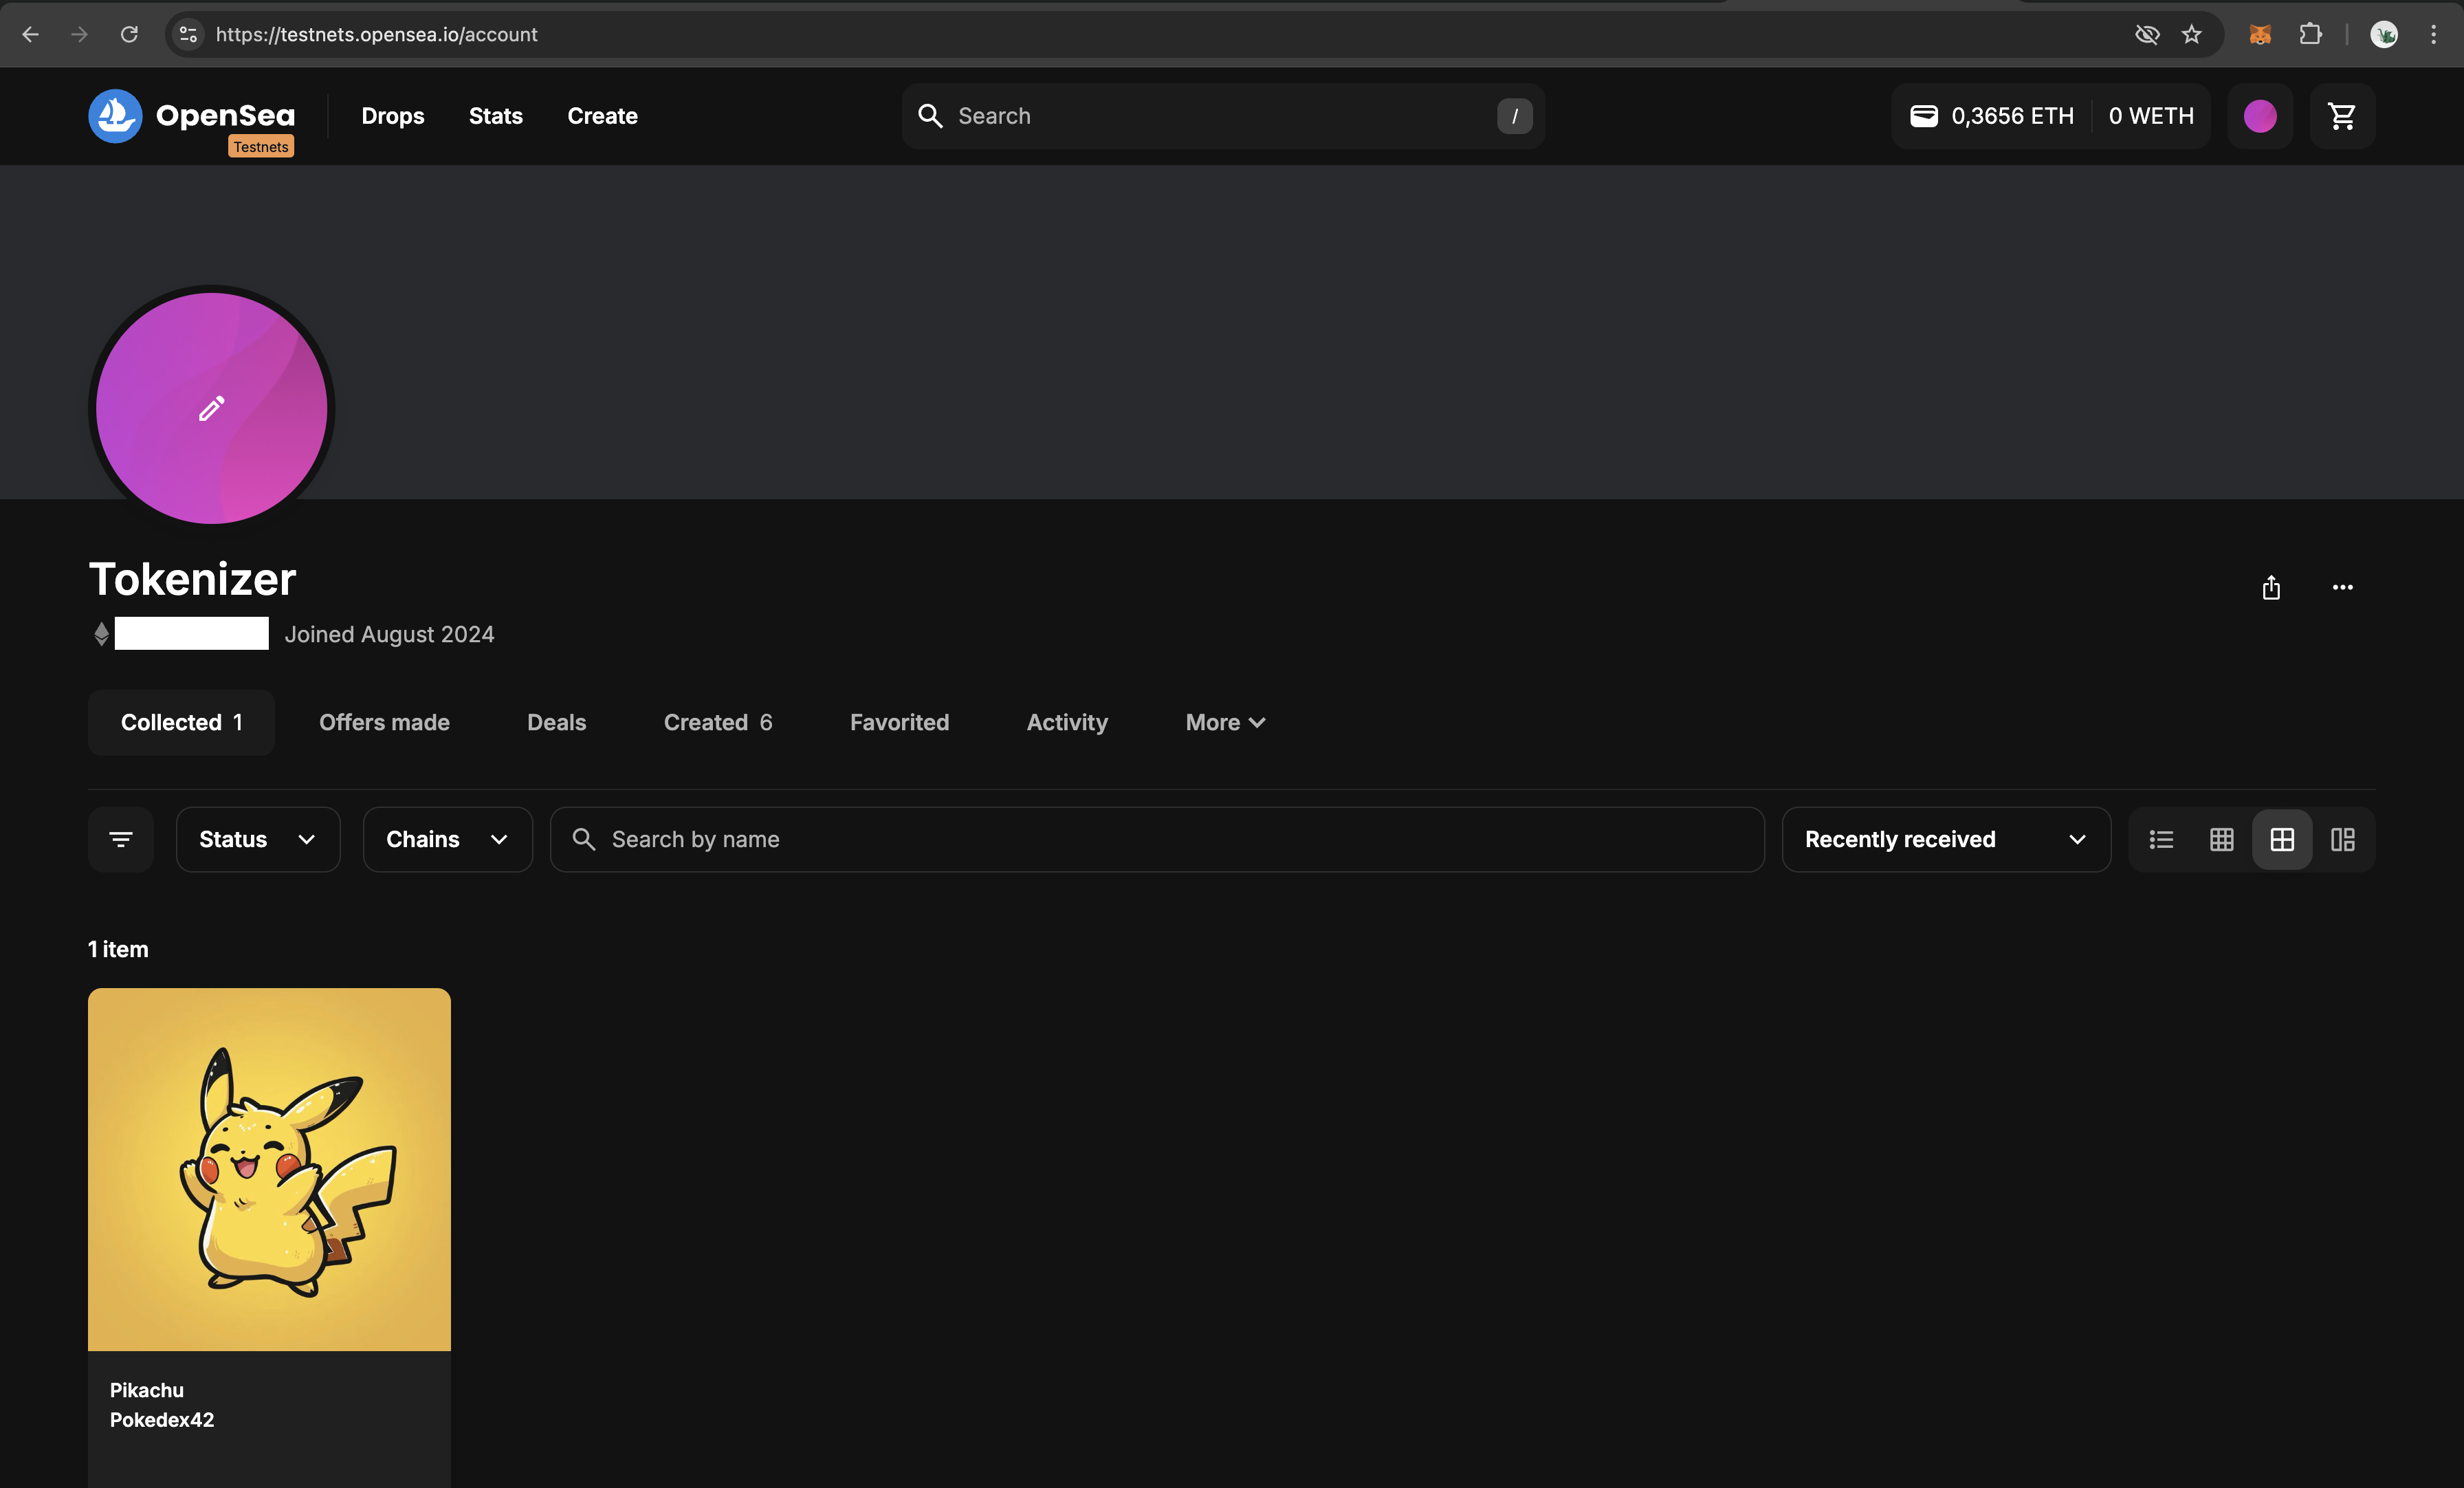 https://testnets.opensea.io/account
OpenSea
Testnets
Drops
Stats
Create
Search
/
0,3656 ETH
0 WETH
Tokenizer
Joined August 2024
Collected 1
Offers made
Deals
Created 6
Favorited
Activity
More
Status
Chains
Search by name
Recently received
1 item
Pikachu
Pokedex42